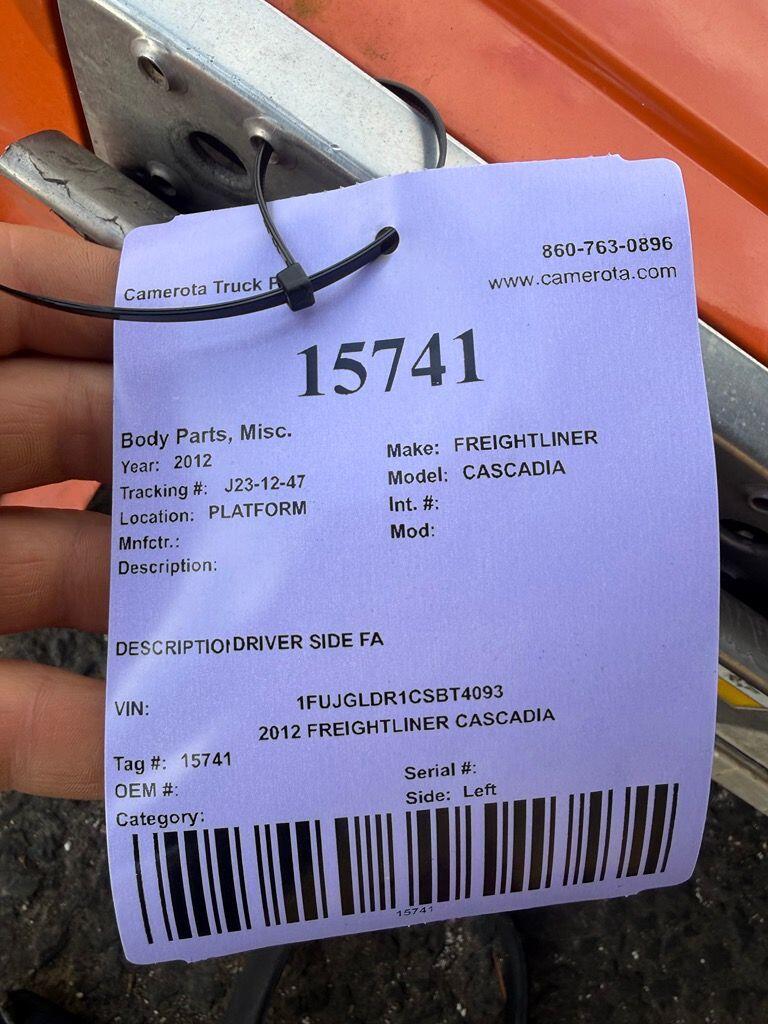 860-763-0896
Camerota Truck P
www.camerota.com
15741
Body Parts, Misc.
Year: 2012
Tracking #: J23-12-47
Location: PLATFORM
Mnfctr.:
Description:
Make: FREIGHTLINER
Model: CASCADIA
Int. #:
Mod:
DESCRIPTIONDRIVER SIDE FA
VIN: 1FUJGLDR1CSBT4093
2012 FREIGHTLINER CASCADIA
Tag #: 15741
OEM #:
Category:
Serial #:
Side: Left
15741